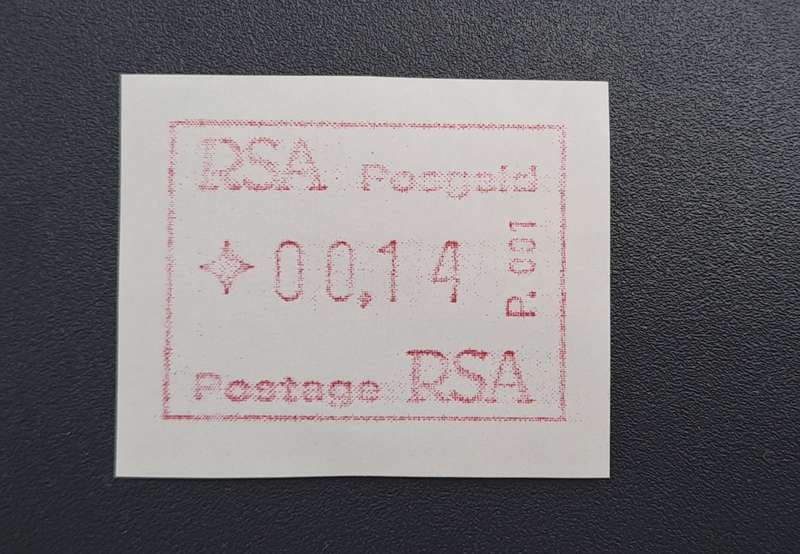 RSA Posgeld
00,14
P.001
Postage RSA